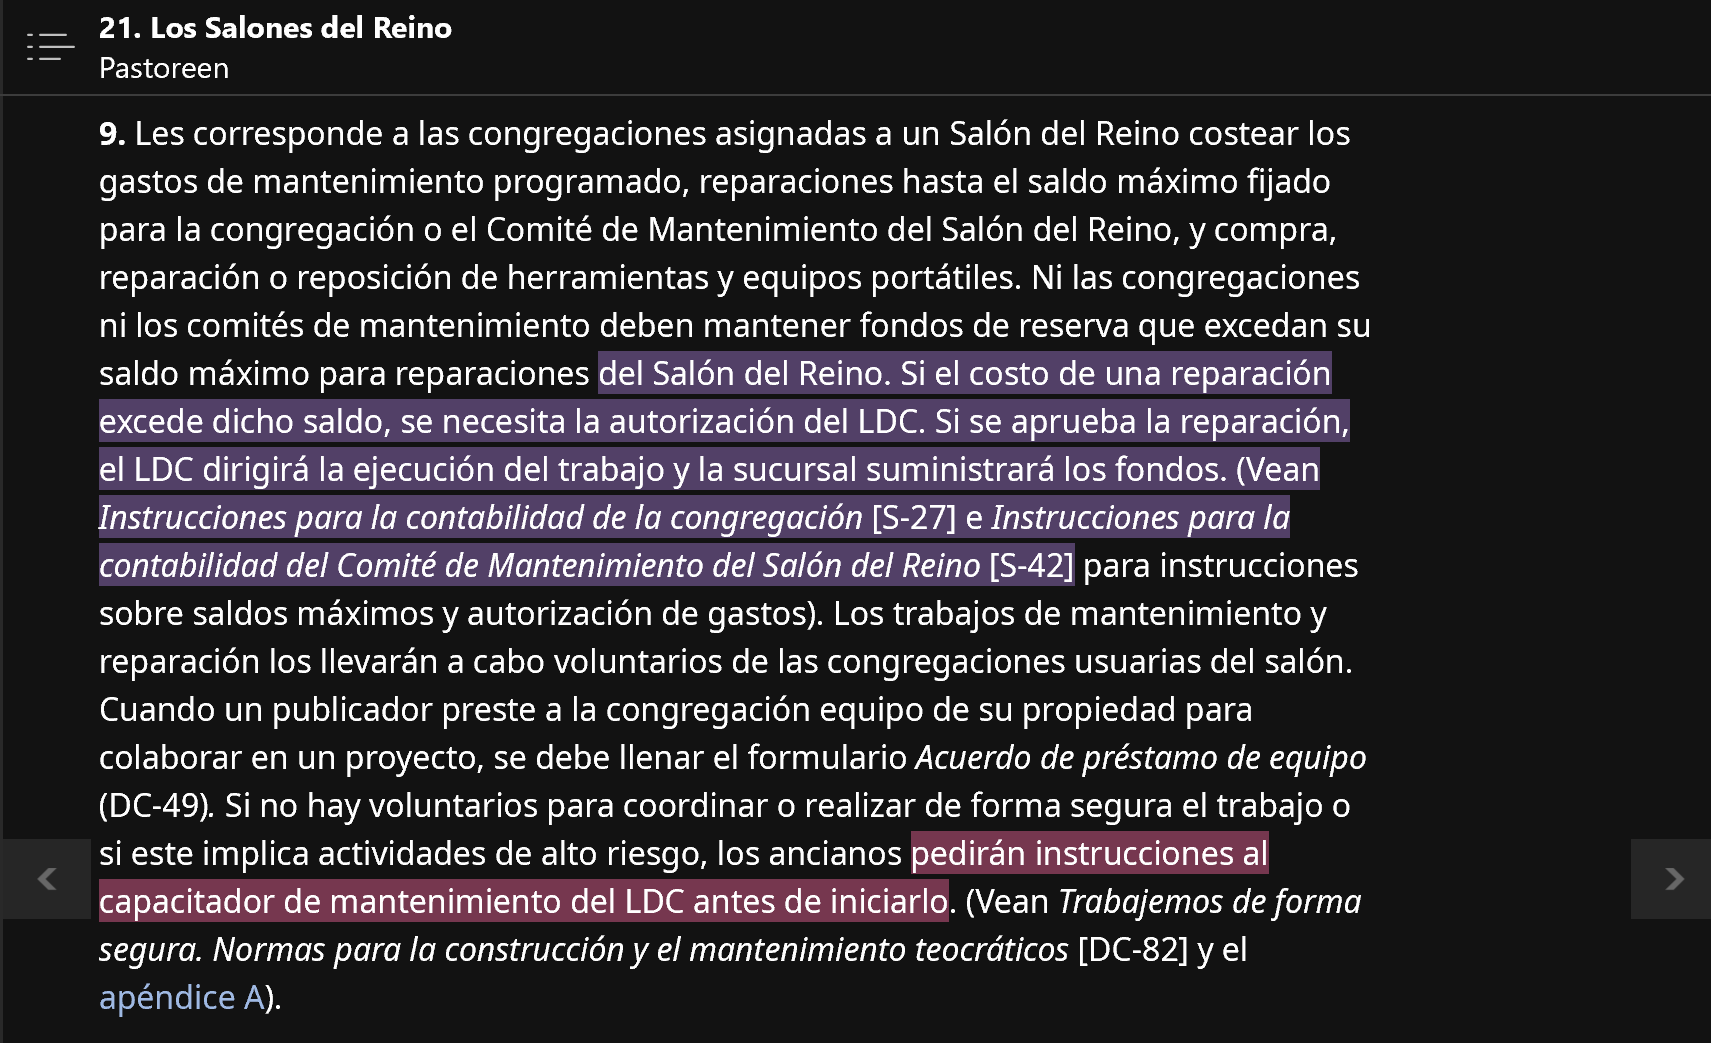 21. Los Salones del Reino
Pastoreen
9. Les corresponde a las congregaciones asignadas a un Salón del Reino costear los
gastos de mantenimiento programado, reparaciones hasta el saldo máximo fijado
para la congregación o el Comité de Mantenimiento del Salón del Reino, y compra,
reparación o reposición de herramientas y equipos portátiles. Ni las congregaciones
ni los comités de mantenimiento deben mantener fondos de reserva que excedan su
saldo máximo para reparaciones del Salón del Reino. Si el costo de una reparación
excede dicho saldo, se necesita la autorización del LDC. Si se aprueba la reparación,
el LDC dirigirá la ejecución del trabajo y la sucursal suministrará los fondos. (Vean
Instrucciones para la contabilidad de la congregación [S-27] e Instrucciones para la
contabilidad del Comité de Mantenimiento del Salón del Reino [S-42] para instrucciones
sobre saldos máximos y autorización de gastos). Los trabajos de mantenimiento y
reparación los llevarán a cabo voluntarios de las congregaciones usuarias del salón.
Cuando un publicador preste a la congregación equipo de su propiedad para
colaborar en un proyecto, se debe llenar el formulario Acuerdo de préstamo de equipo
(DC-49). Si no hay voluntarios para coordinar o realizar de forma segura el trabajo o
si este implica actividades de alto riesgo, los ancianos pedirán instrucciones al
capacitador de mantenimiento del LDC antes de iniciarlo. (Vean Trabajemos de forma
segura. Normas para la construcción y el mantenimiento teocráticos [DC-82] y el
apéndice A).